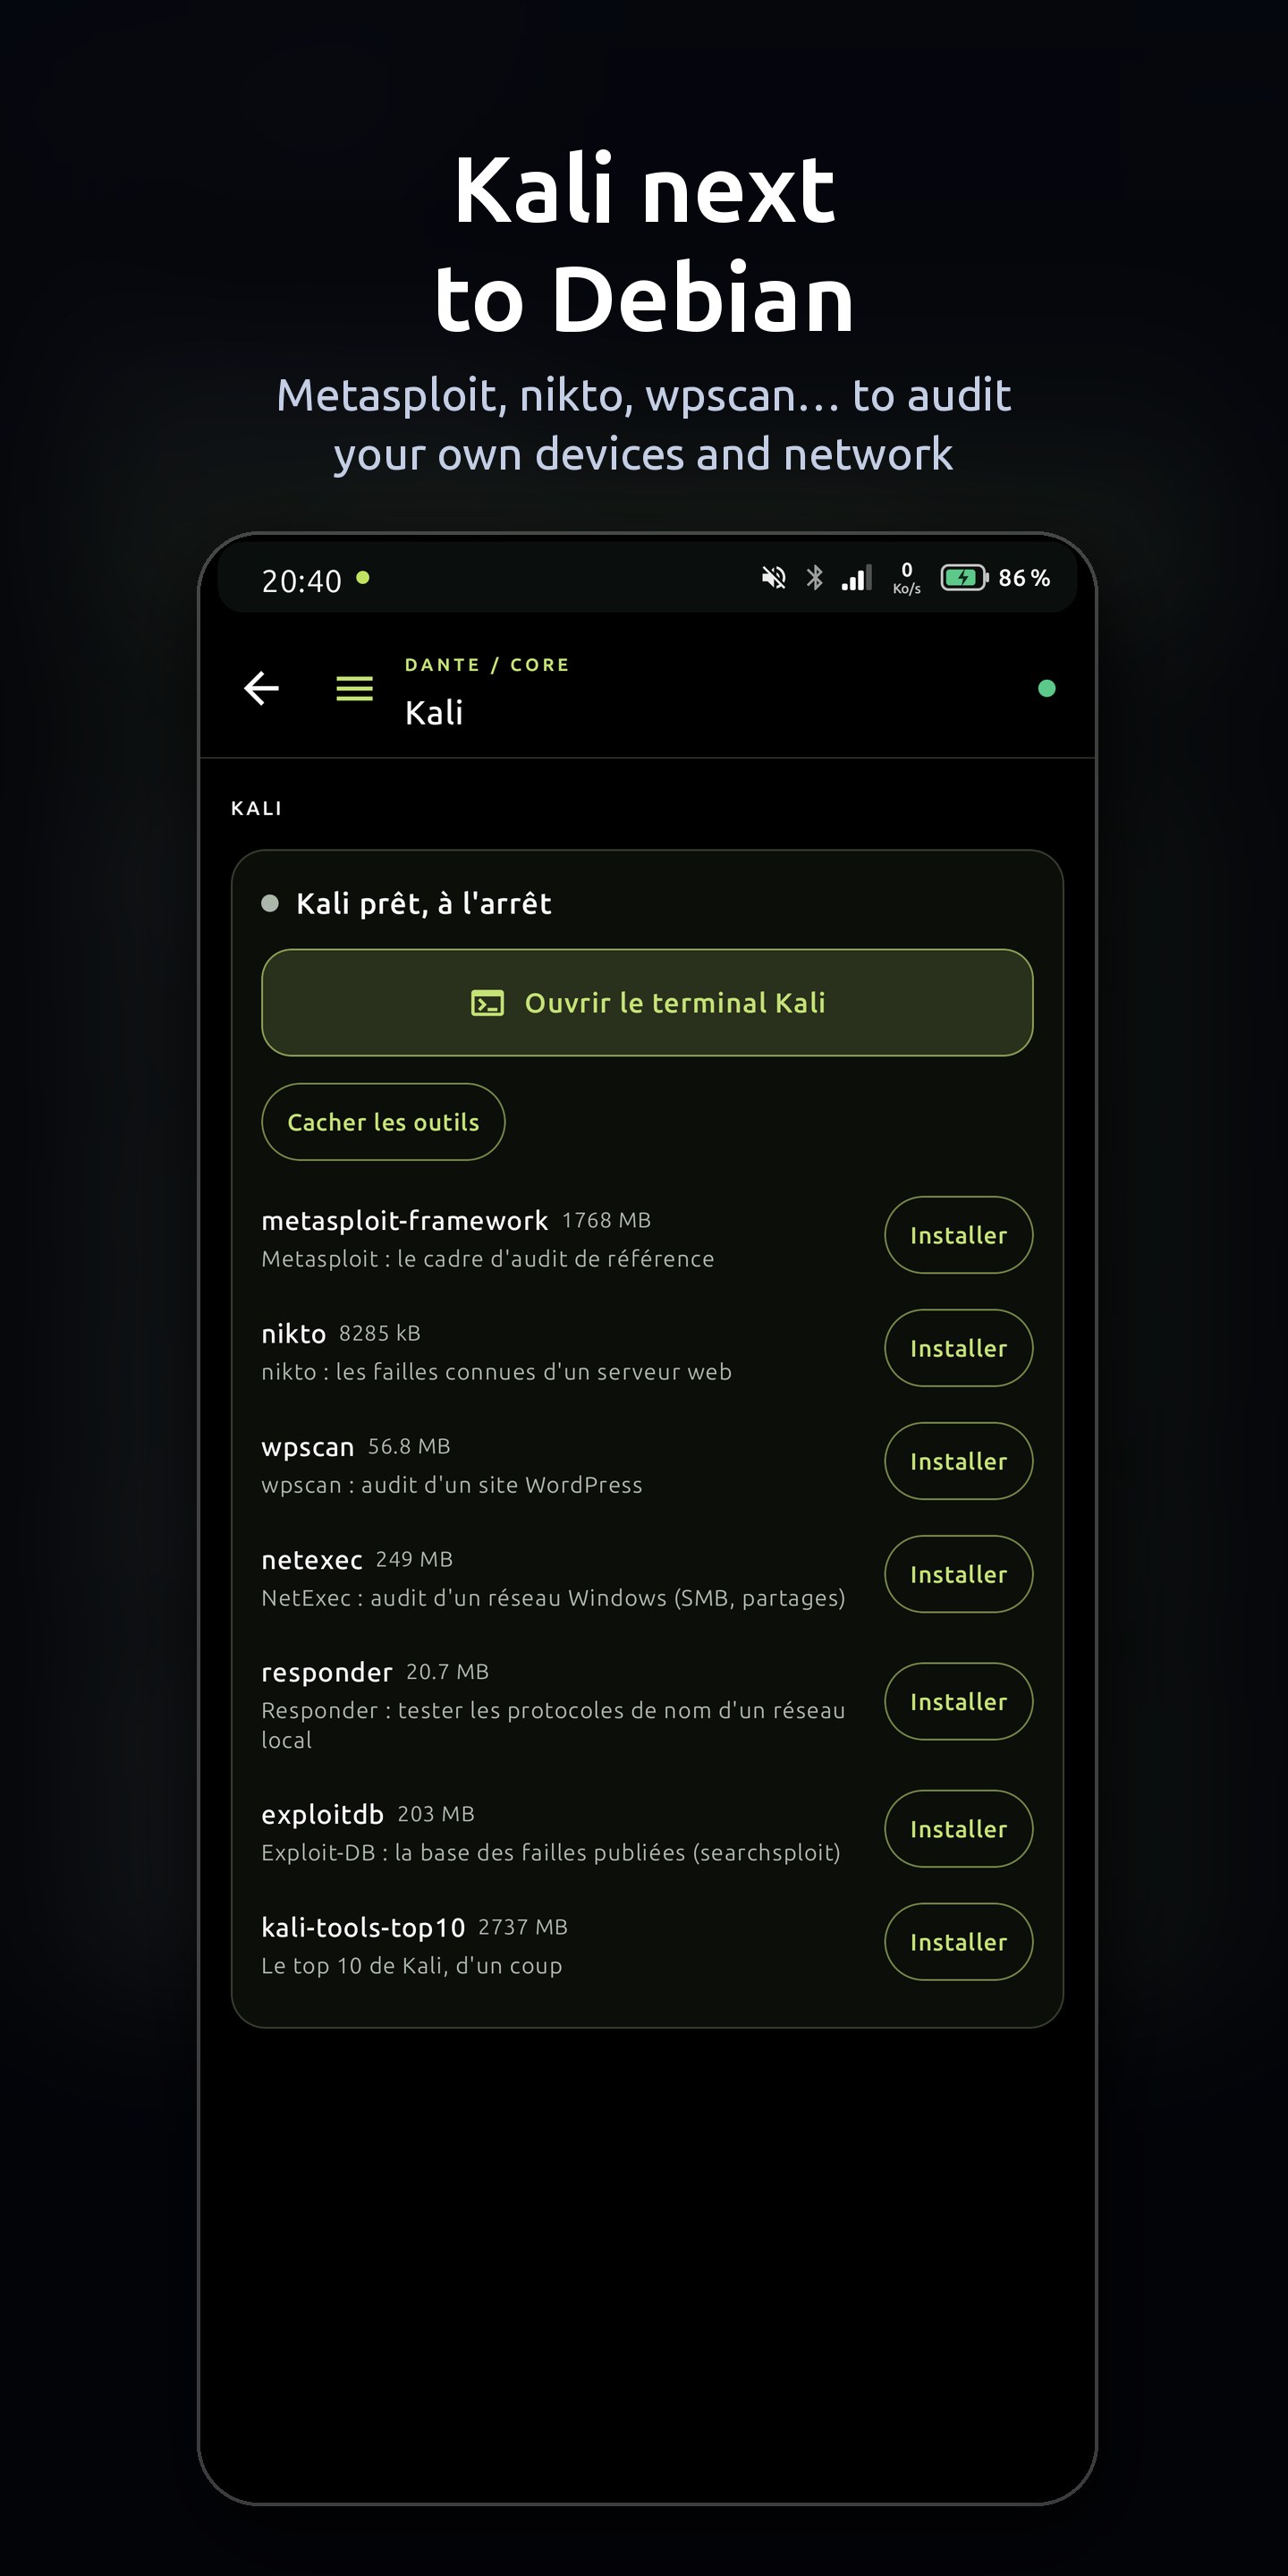 Kali next
to Debian
Metasploit, nikto, wpscan... to audit
your own devices and network
20:40
0
Ko/s
86 %
DANTE / CORE
Kali
KALI
Kali prêt, à l'arrêt
Ouvrir le terminal Kali
Cacher les outils
metasploit-framework 1768 MB
Metasploit : le cadre d'audit de référence
Installer
nikto 8285 kB
nikto : les failles connues d'un serveur web
Installer
wpscan 56.8 MB
wpscan : audit d'un site WordPress
Installer
netexec 249 MB
NetExec : audit d'un réseau Windows (SMB, partages)
Installer
responder 20.7 MB
Responder : tester les protocoles de nom d'un réseau
local
Installer
exploitdb 203 MB
Exploit-DB : la base des failles publiées (searchsploit)
Installer
kali-tools-top10 2737 MB
Le top 10 de Kali, d'un coup
Installer